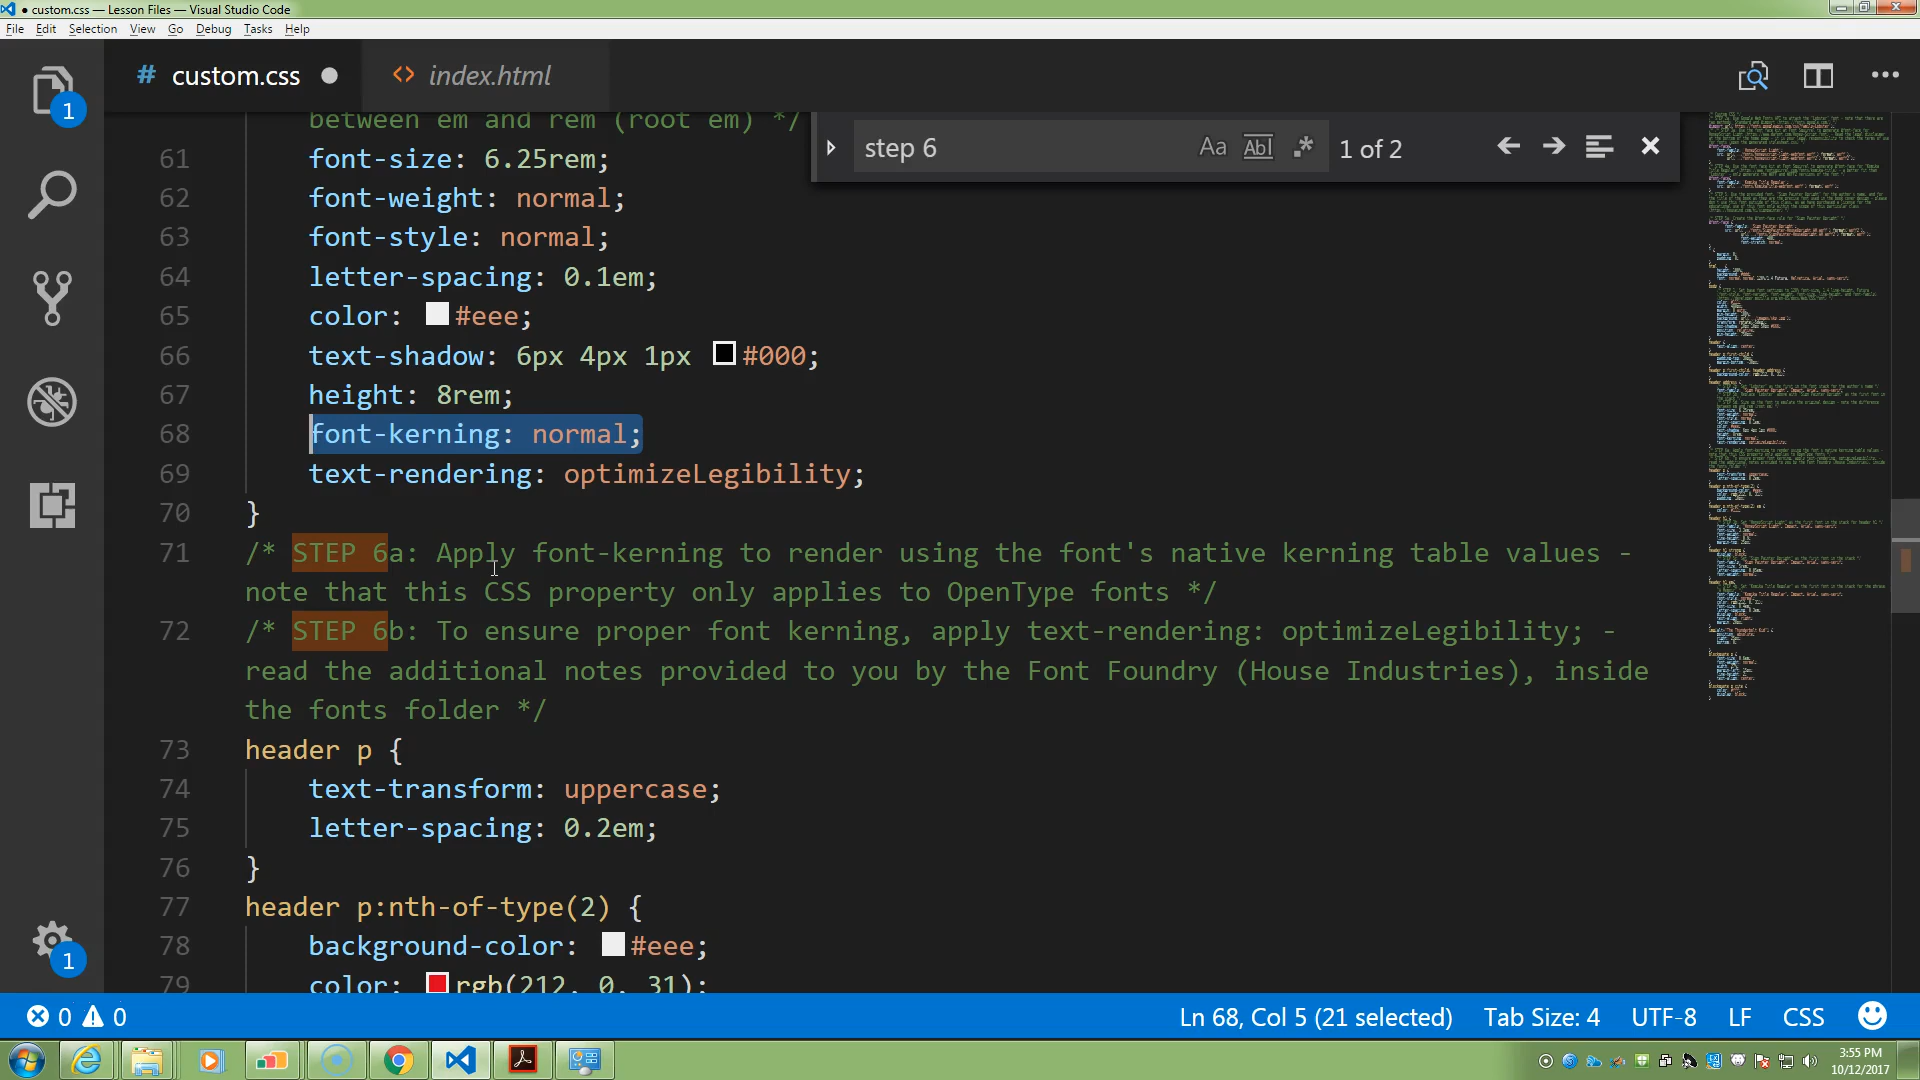 ● custom.css — Lesson Files — Visual Studio Code
File Edit Selection View Go Debug Tasks Help
# custom.css ● <> index.html
1
step 6 Aa Abl .* 1 of 2
between em and rem (root em) */
61 font-size: 6.25rem;
62 font-weight: normal;
63 font-style: normal;
64 letter-spacing: 0.1em;
65 color: #eee;
66 text-shadow: 6px 4px 1px #000;
67 height: 8rem;
68 font-kerning: normal;
69 text-rendering: optimizeLegibility;
70 }
71 /* STEP 6a: Apply font-kerning to render using the font's native kerning table values -
note that this CSS property only applies to OpenType fonts */
72 /* STEP 6b: To ensure proper font kerning, apply text-rendering: optimizeLegibility; -
read the additional notes provided to you by the Font Foundry (House Industries), inside
the fonts folder */
73 header p {
74 text-transform: uppercase;
75 letter-spacing: 0.2em;
76 }
77 header p:nth-of-type(2) {
78 background-color: #eee;
79 color: rgb(212, 0, 31);
1
0 0 Ln 68, Col 5 (21 selected) Tab Size: 4 UTF-8 LF CSS
3:55 PM
10/12/2017